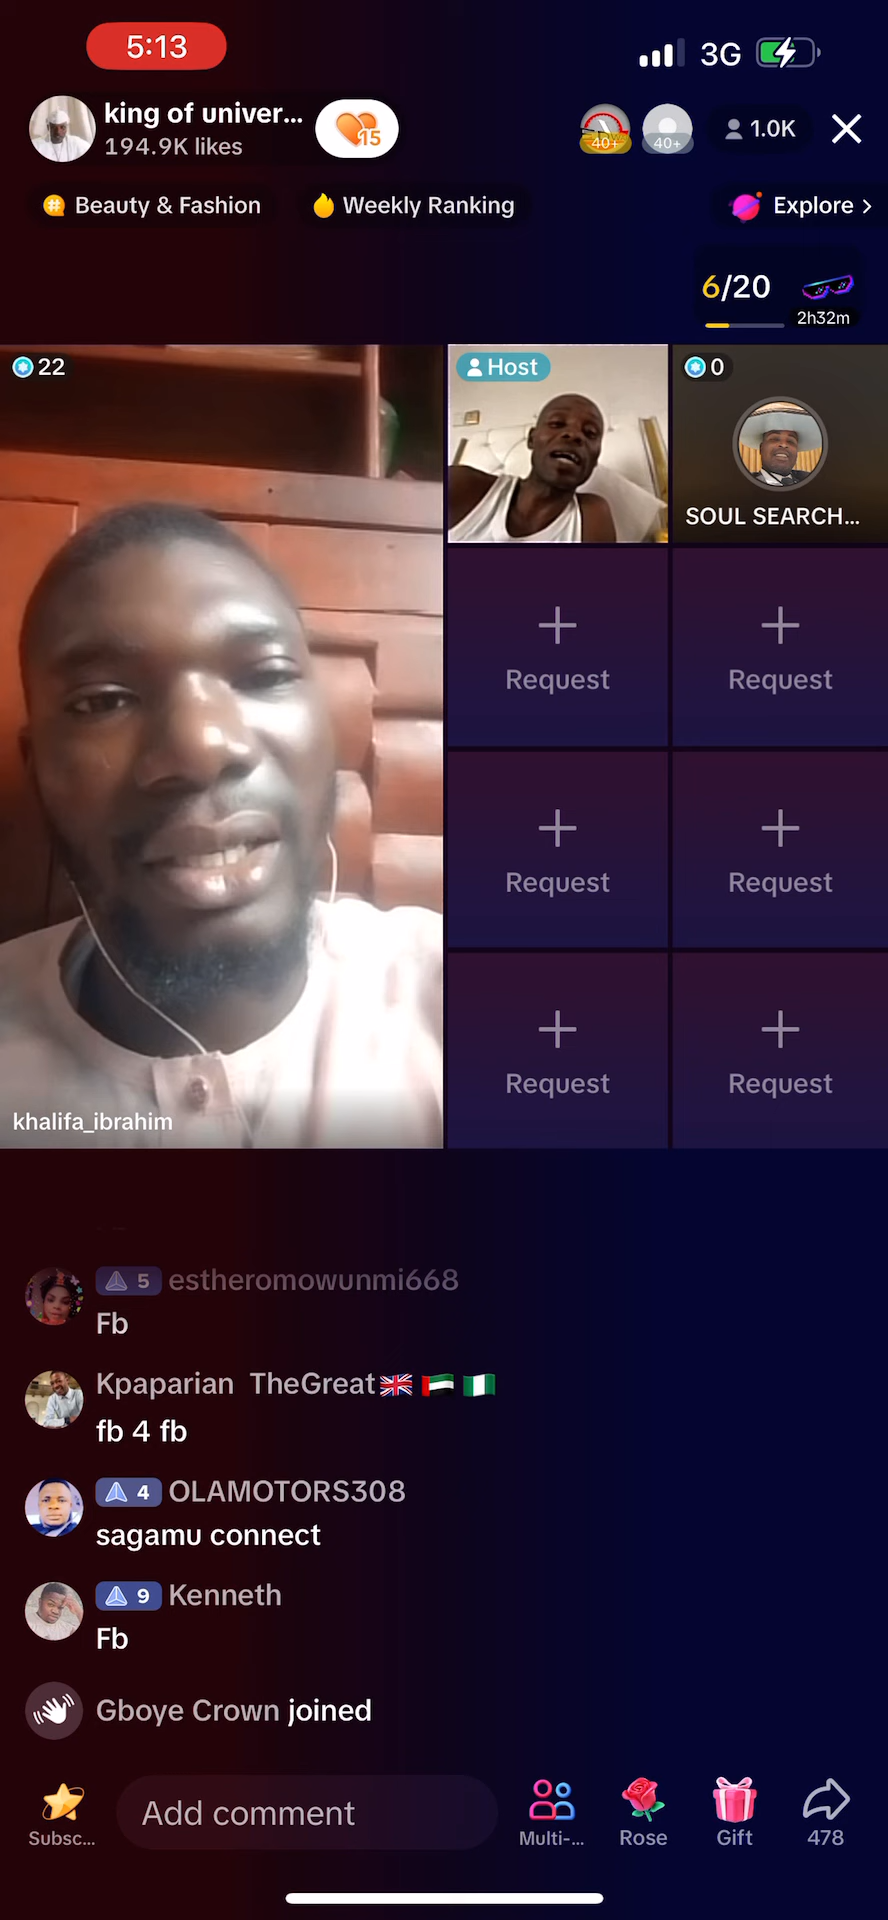 5:13
3G
king of univer...
194.9K likes
15
40+
40+
1.0K
Beauty & Fashion
Weekly Ranking
Explore >
6/20
2h32m
22
Host
0
SOUL SEARCH...
Request
Request
Request
Request
Request
Request
khalifa_ibrahim
5 estheromowunmi668
Fb
Kpaparian TheGreat🇬🇧 🇦🇪 🇳🇬
fb 4 fb
4 OLAMOTORS308
sagamu connect
9 Kenneth
Fb
Gboye Crown joined
Add comment
Subsc...
Multi-...
Rose
Gift
478